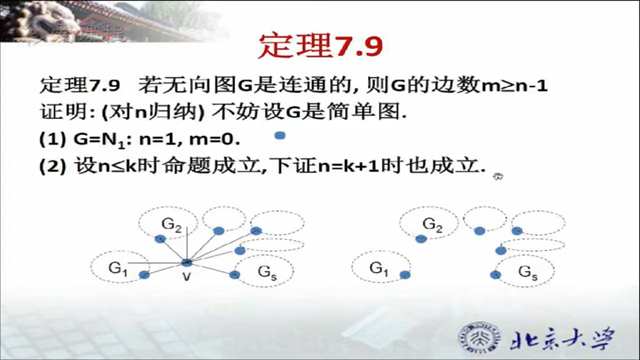 定理7.9
定理7.9 若无向图G是连通的, 则G的边数m≥n-1
证明: (对n归纳) 不妨设G是简单图.
(1) G=N₁: n=1, m=0.
(2) 设n≤k时命题成立,下证n=k+1时也成立.
G₂
G₁
Gₛ
v
G₂
G₁
Gₛ
北京大学